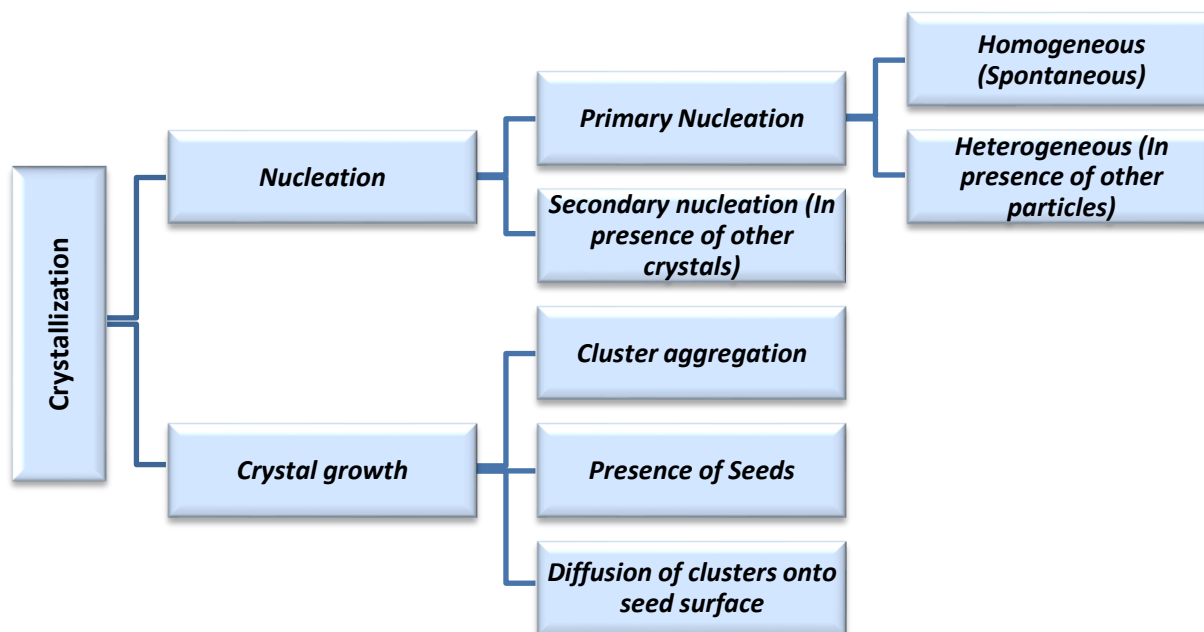 Crystallization
Nucleation
Primary Nucleation
Homogeneous
(Spontaneous)
Heterogeneous (In
presence of other
particles)
Secondary nucleation (In
presence of other
crystals)
Crystal growth
Cluster aggregation
Presence of Seeds
Diffusion of clusters onto
seed surface